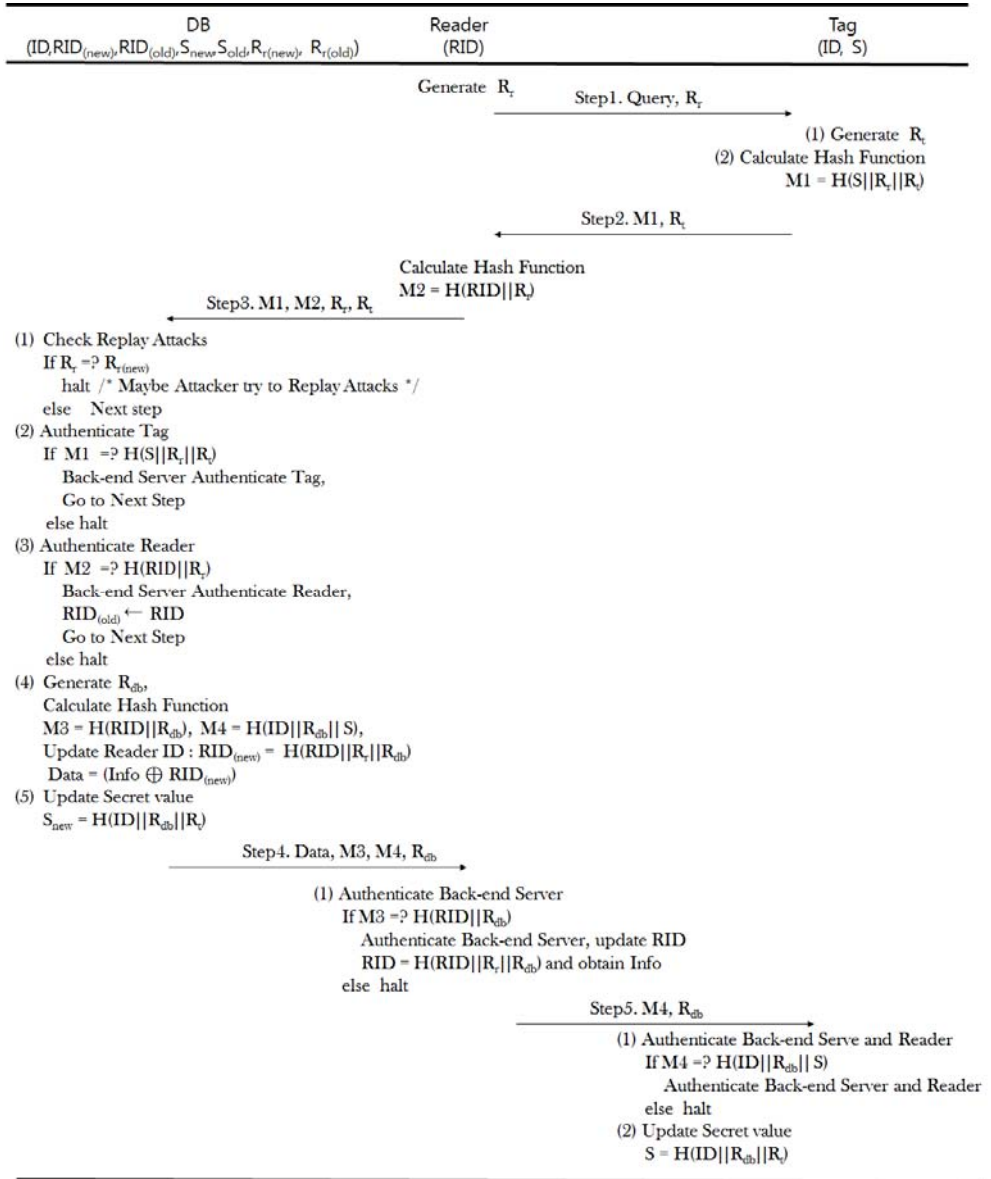 DB
(ID,RID(new),RID(old),Snew,Sold,Rr(new), Rr(old))
Reader
(RID)
Tag
(ID, S)
Generate Rr
Step1. Query, Rr
(1) Generate Rt
(2) Calculate Hash Function
M1 = H(S||Rr||Rt)
Step2. M1, Rt
Calculate Hash Function
M2 = H(RID||Rr)
Step3. M1, M2, Rr, Rt
(1) Check Replay Attacks
If Rr =? Rr(new)
halt /* Maybe Attacker try to Replay Attacks */
else Next step
(2) Authenticate Tag
If M1 =? H(S||Rr||Rt)
Back-end Server Authenticate Tag,
Go to Next Step
else halt
(3) Authenticate Reader
If M2 =? H(RID||Rr)
Back-end Server Authenticate Reader,
RID(old) ← RID
Go to Next Step
else halt
(4) Generate Rdb,
Calculate Hash Function
M3 = H(RID||Rdb), M4 = H(ID||Rdb|| S),
Update Reader ID : RID(new) = H(RID||Rr||Rdb)
Data = (Info ⊕ RID(new))
(5) Update Secret value
Snew = H(ID||Rdb||Rt)
Step4. Data, M3, M4, Rdb
(1) Authenticate Back-end Server
If M3 =? H(RID||Rdb)
Authenticate Back-end Server, update RID
RID = H(RID||Rr||Rdb) and obtain Info
else halt
Step5. M4, Rdb
(1) Authenticate Back-end Serve and Reader
If M4 =? H(ID||Rdb|| S)
Authenticate Back-end Server and Reader
else halt
(2) Update Secret value
S = H(ID||Rdb||Rt)